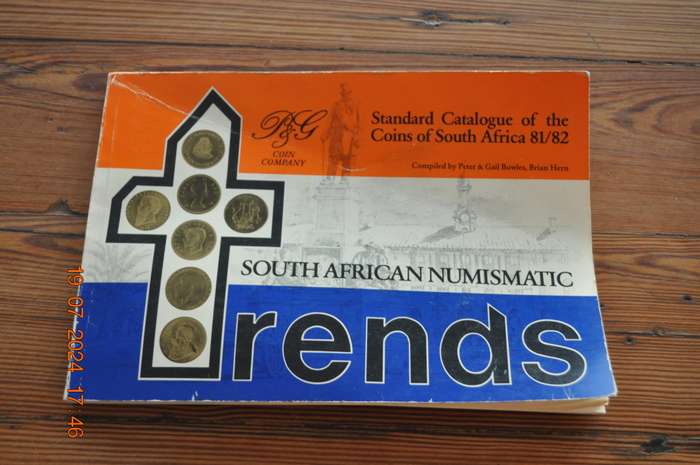 P&G
COIN
COMPANY
Standard Catalogue of the
Coins of South Africa 81/82
Compiled by Peter & Gail Bowles, Brian Hern
SOUTH AFRICAN NUMISMATIC
trends
19.07.2024 17:46